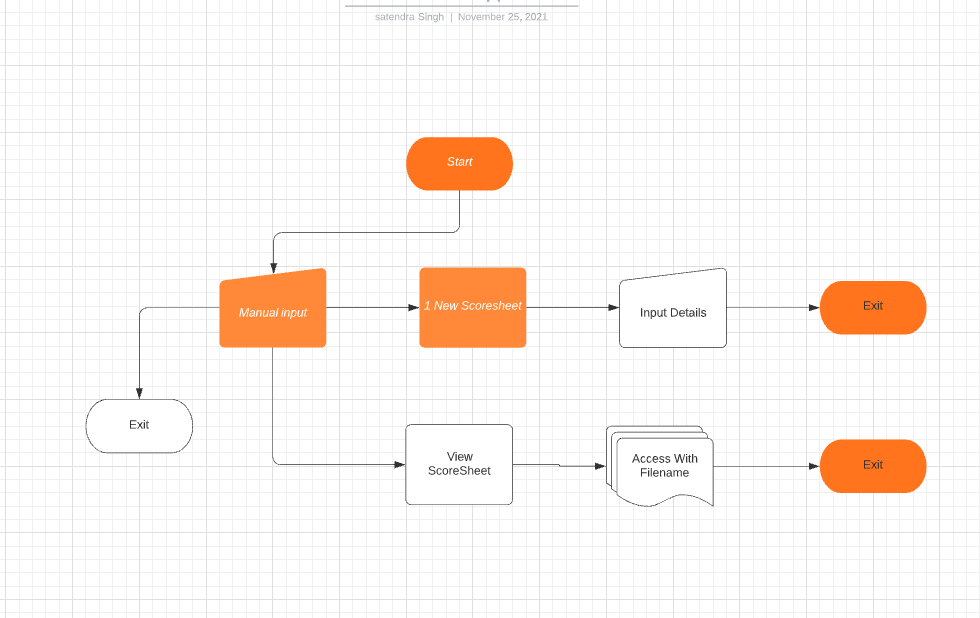 satendra Singh | November 25, 2021
Start
Manual input
1 New Scoresheet
Input Details
Exit
Exit
View
ScoreSheet
Access With
Filename
Exit